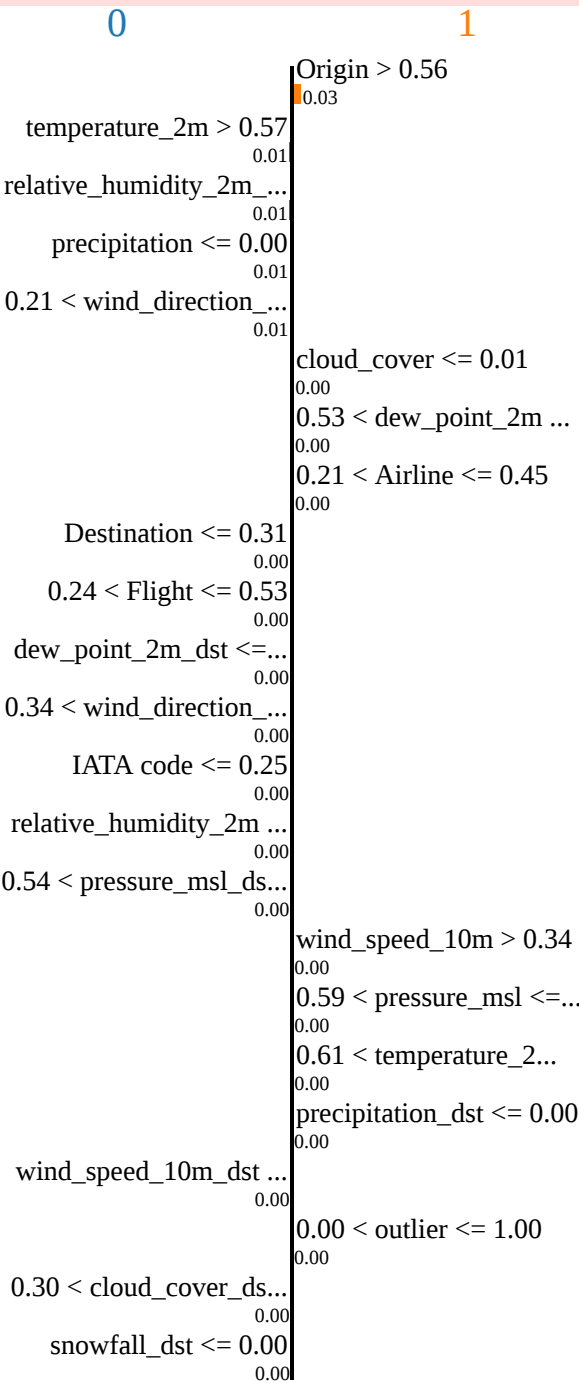 0 1
Origin > 0.56
0.03
temperature_2m > 0.57
0.01
relative_humidity_2m_...
0.01
precipitation <= 0.00
0.01
0.21 < wind_direction_...
0.01
cloud_cover <= 0.01
0.00
0.53 < dew_point_2m ...
0.00
0.21 < Airline <= 0.45
0.00
Destination <= 0.31
0.00
0.24 < Flight <= 0.53
0.00
dew_point_2m_dst <=...
0.00
0.34 < wind_direction_...
0.00
IATA code <= 0.25
0.00
relative_humidity_2m ...
0.00
0.54 < pressure_msl_ds...
0.00
wind_speed_10m > 0.34
0.00
0.59 < pressure_msl <=...
0.00
0.61 < temperature_2...
0.00
precipitation_dst <= 0.00
0.00
wind_speed_10m_dst ...
0.00
0.00 < outlier <= 1.00
0.00
0.30 < cloud_cover_ds...
0.00
snowfall_dst <= 0.00
0.00